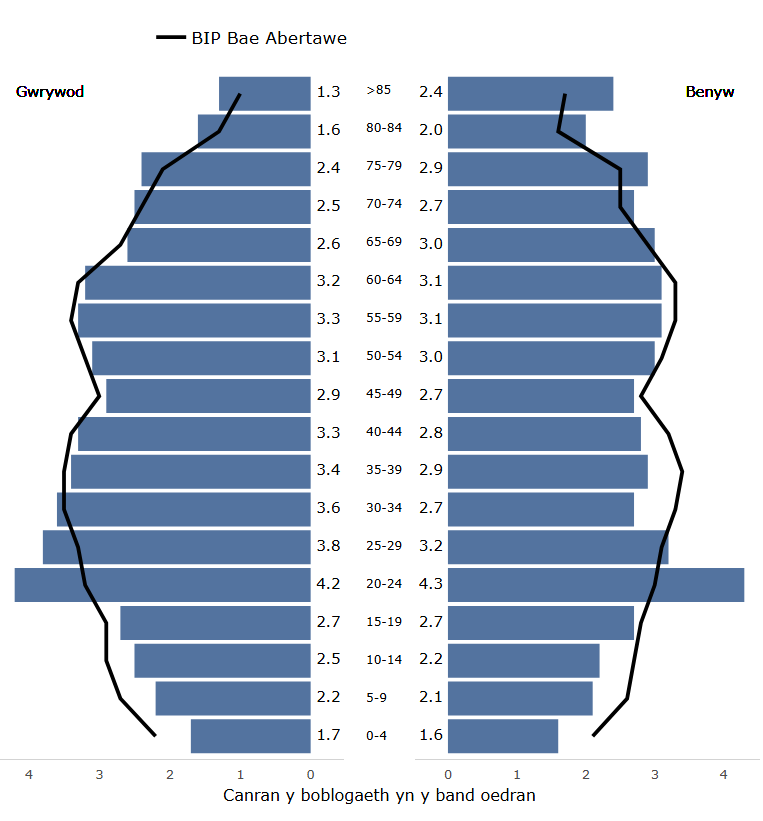 BIP Bae Abertawe
Gwrywod
Benyw
1.3 >85 2.4
1.6 80-84 2.0
2.4 75-79 2.9
2.5 70-74 2.7
2.6 65-69 3.0
3.2 60-64 3.1
3.3 55-59 3.1
3.1 50-54 3.0
2.9 45-49 2.7
3.3 40-44 2.8
3.4 35-39 2.9
3.6 30-34 2.7
3.8 25-29 3.2
4.2 20-24 4.3
2.7 15-19 2.7
2.5 10-14 2.2
2.2 5-9 2.1
1.7 0-4 1.6
4 3 2 1 0 0 1 2 3 4
Canran y boblogaeth yn y band oedran